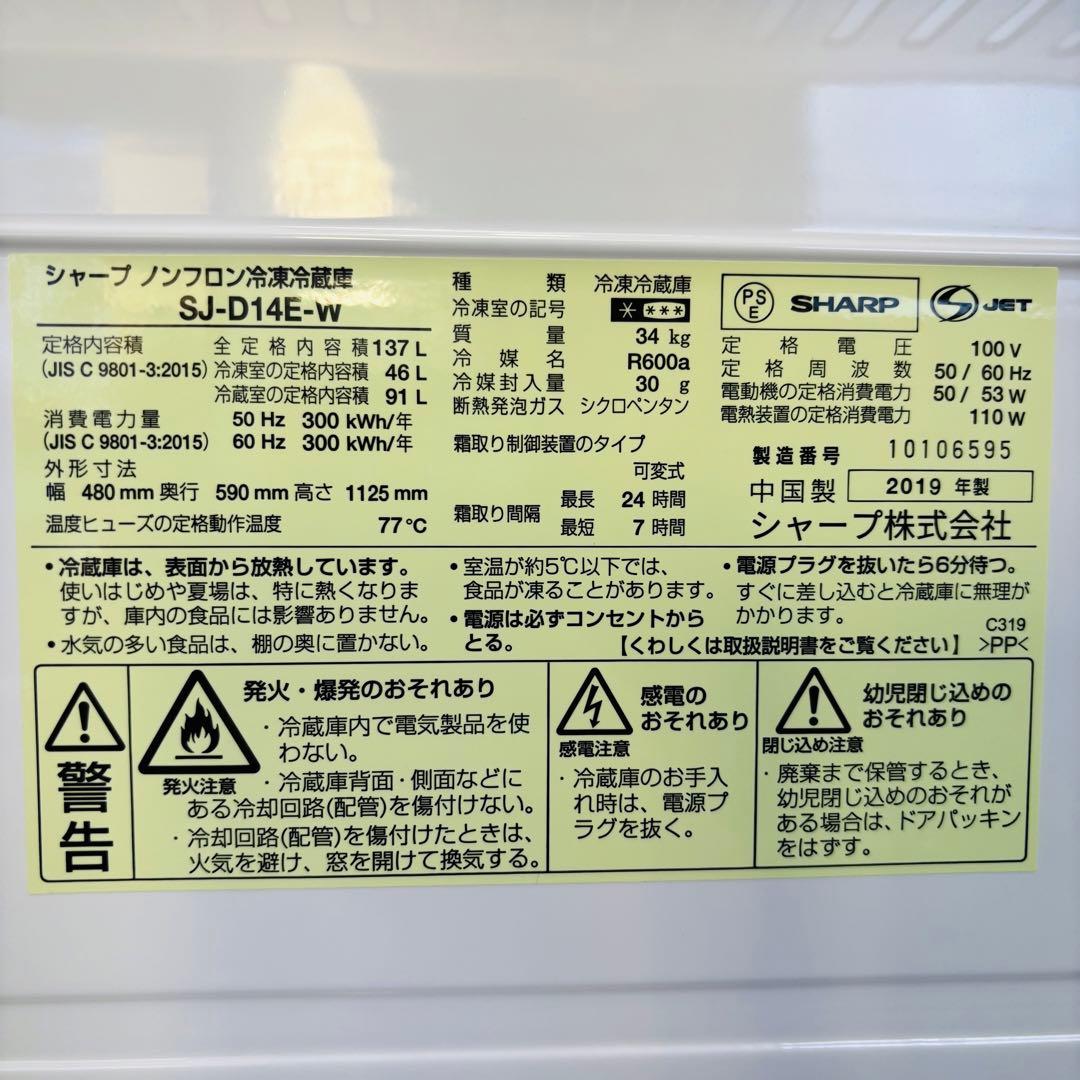 シャープ ノンフロン冷凍冷蔵庫
SJ-D14E-W
定格内容積 全定格内容積 137 L
(JIS C 9801-3:2015) 冷凍室の定格内容積 46 L
冷蔵室の定格内容積 91 L
消費電力量 50 Hz 300 kWh/年
(JIS C 9801-3:2015) 60 Hz 300 kWh/年
外形寸法
幅 480 mm 奥行 590 mm 高さ 1125 mm
温度ヒューズの定格動作温度 77℃
種類 冷凍冷蔵庫
冷凍室の記号 * ***
質量 34 kg
冷媒名 R600a
冷媒封入量 30 g
断熱発泡ガス シクロペンタン
霜取り制御装置のタイプ
可変式
霜取り間隔 最長 24 時間
最短 7 時間
PSE SHARP S JET
定格電圧 100 V
定格周波数 50 / 60 Hz
電動機の定格消費電力 50 / 53 W
電熱装置の定格消費電力 110 W
製造番号 10106595
中国製 2019 年製
シャープ株式会社
・冷蔵庫は、表面から放熱しています。
使いはじめや夏場は、特に熱くなりま
すが、庫内の食品には影響ありません。
・水気の多い食品は、棚の奥に置かない。
・室温が約5℃以下では、
食品が凍ることがあります。
・電源は必ずコンセントから
とる。
・電源プラグを抜いたら6分待つ。
すぐに差し込むと冷蔵庫に無理が
かかります。
C319
【くわしくは取扱説明書をご覧ください】 >PP<
警告
発火注意
発火・爆発のおそれあり
・冷蔵庫内で電気製品を使
わない。
・冷蔵庫背面・側面などに
ある冷却回路(配管)を傷付けない。
・冷却回路(配管)を傷付けたときは、
火気を避け、窓を開けて換気する。
感電注意
感電の
おそれあり
・冷蔵庫のお手入
れ時は、電源プ
ラグを抜く。
閉じ込め注意
幼児閉じ込めの
おそれあり
・廃棄まで保管するとき、
幼児閉じ込めのおそれが
ある場合は、ドアパッキン
をはずす。